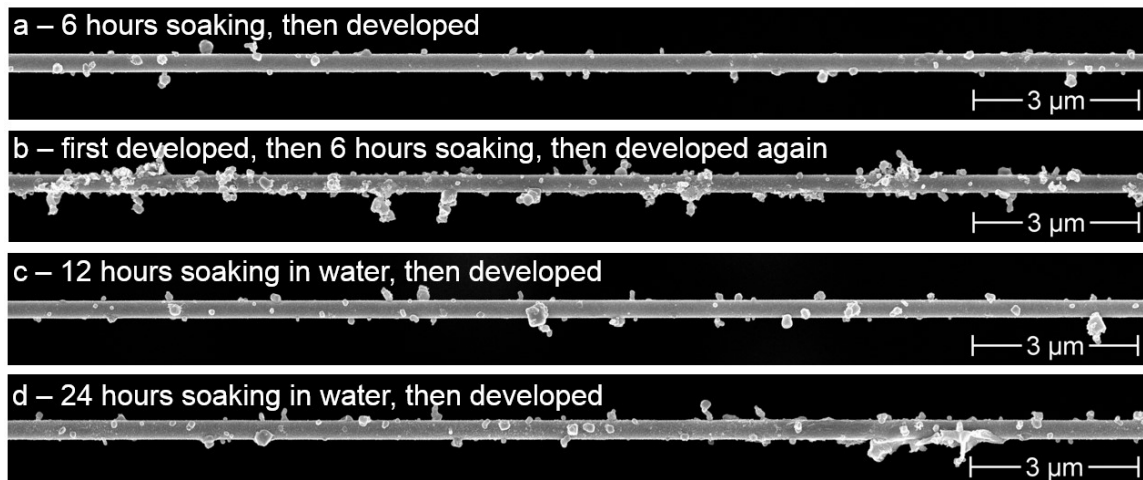 a – 6 hours soaking, then developed
3 µm
b – first developed, then 6 hours soaking, then developed again
3 µm
c – 12 hours soaking in water, then developed
3 µm
d – 24 hours soaking in water, then developed
3 µm